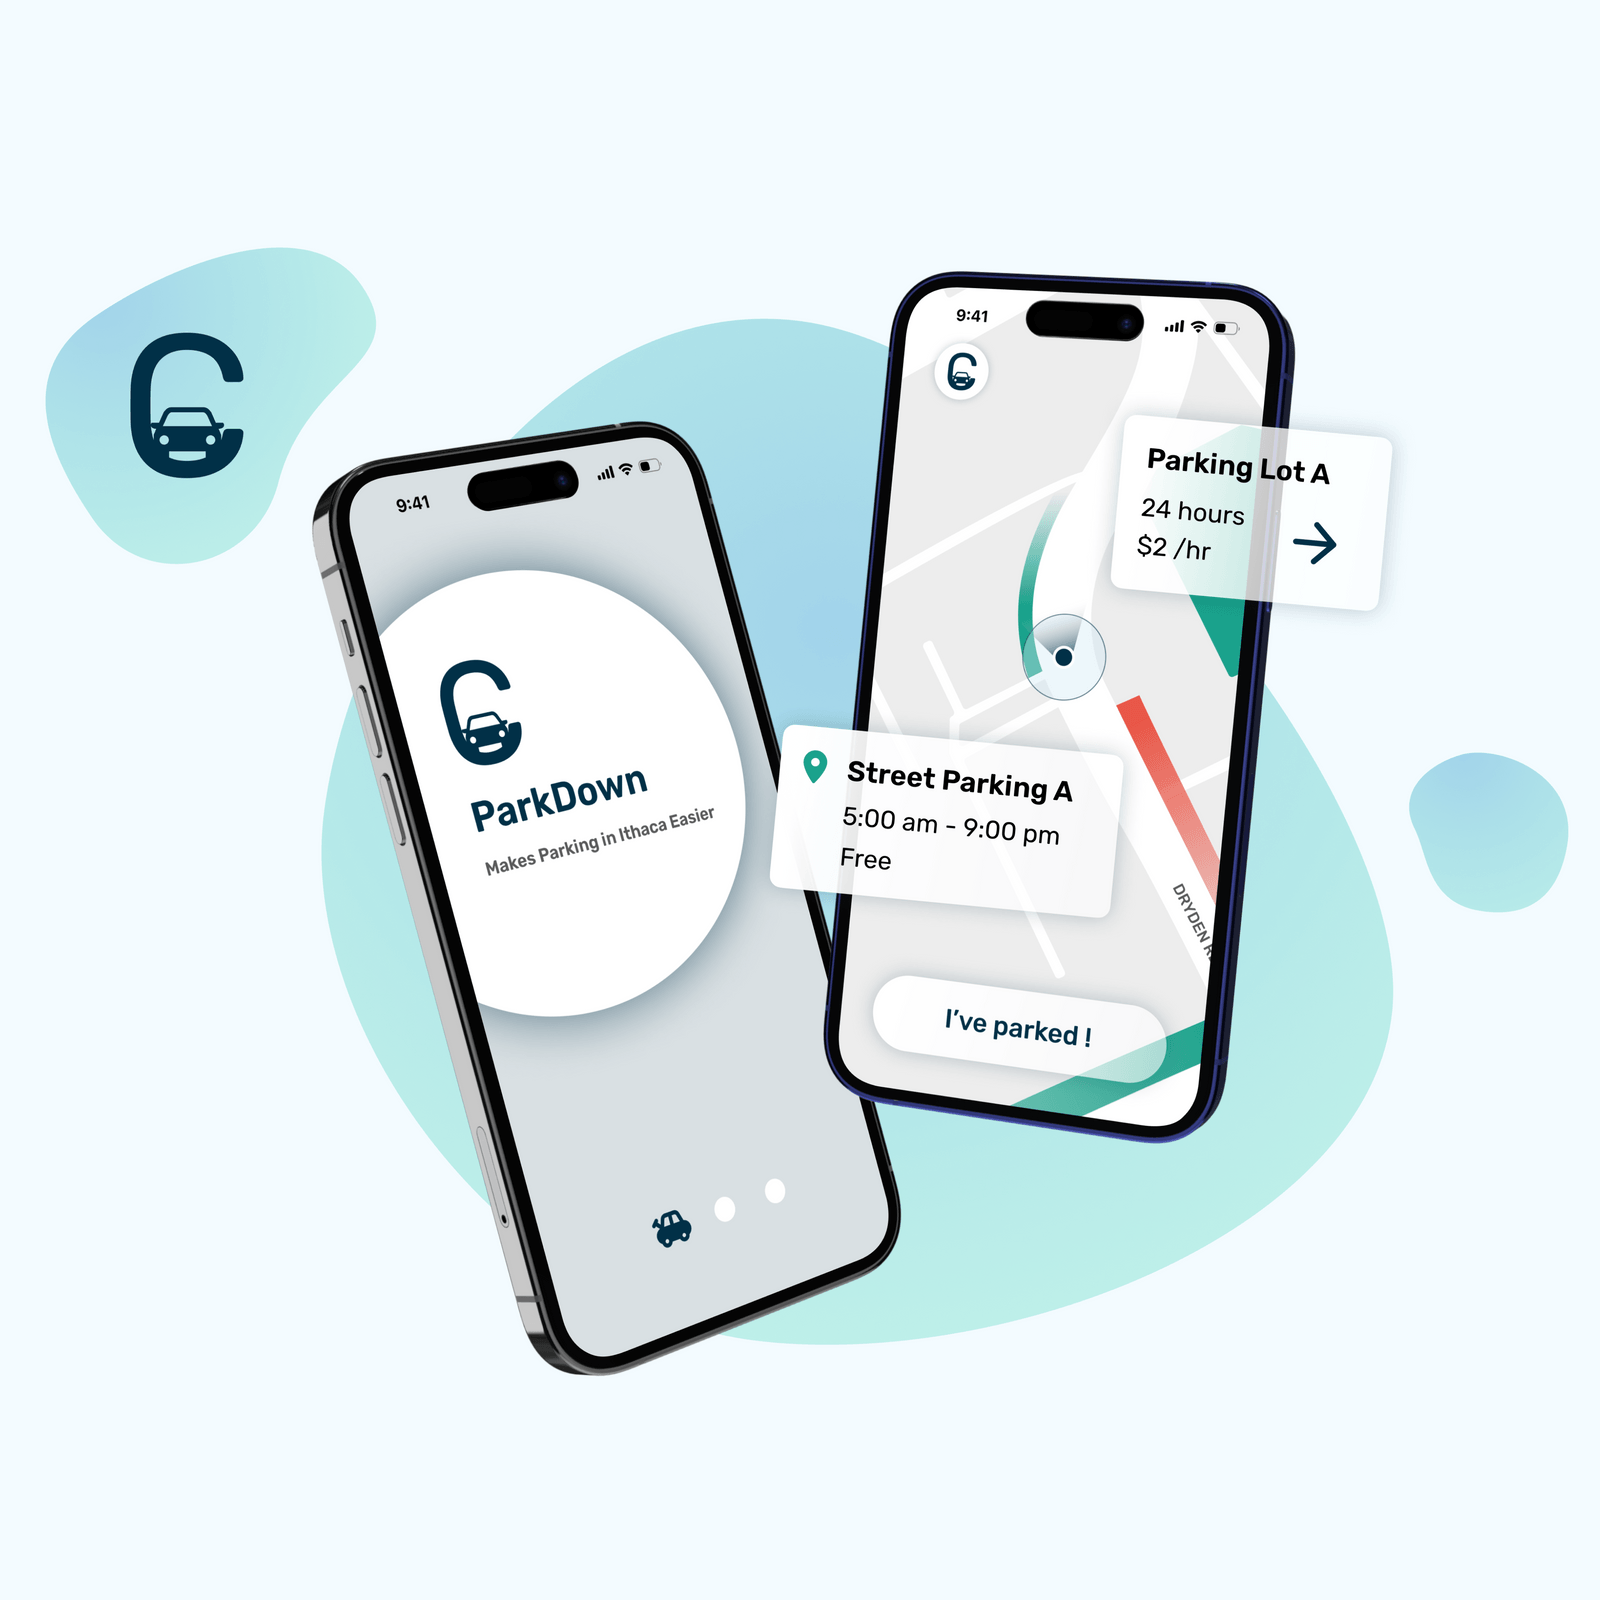 9:41
ParkDown
Makes Parking in Ithaca Easier
9:41
Parking Lot A
24 hours
$2 /hr
Street Parking A
5:00 am - 9:00 pm
Free
DRYDEN
I've parked !